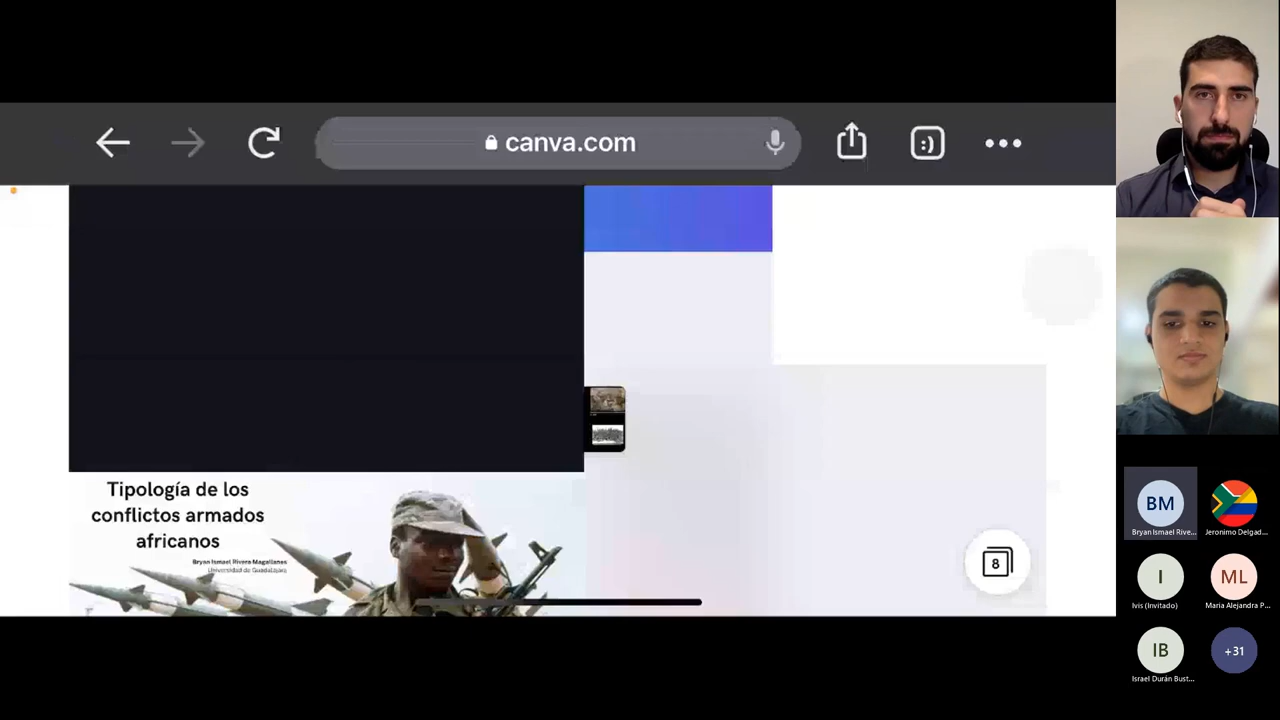 canva.com
:)
Tipología de los
conflictos armados
africanos
Bryan Ismael Rivera Magallanes
Universidad de Guadalajara
8
BM
Bryan Ismael Rive...
Jeronimo Delgad...
I
Ivis (Invitado)
ML
Maria Alejandra P...
IB
Israel Durán Bust...
+31